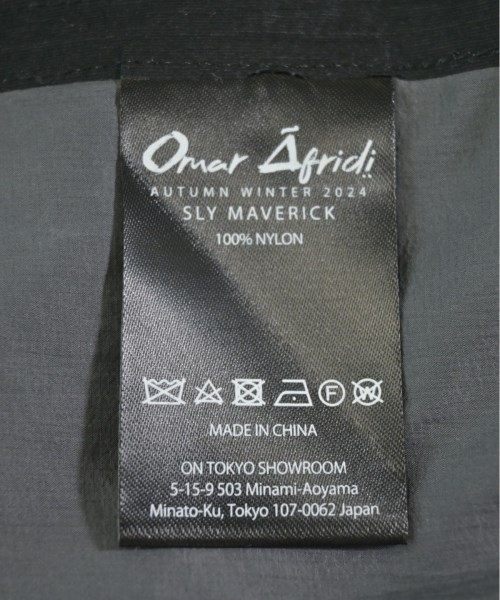 Omar Ãfridi
AUTUMN WINTER 2024
SLY MAVERICK
100% NYLON
F W
MADE IN CHINA
ON TOKYO SHOWROOM
5-15-9 503 Minami-Aoyama
Minato-Ku, Tokyo 107-0062 Japan